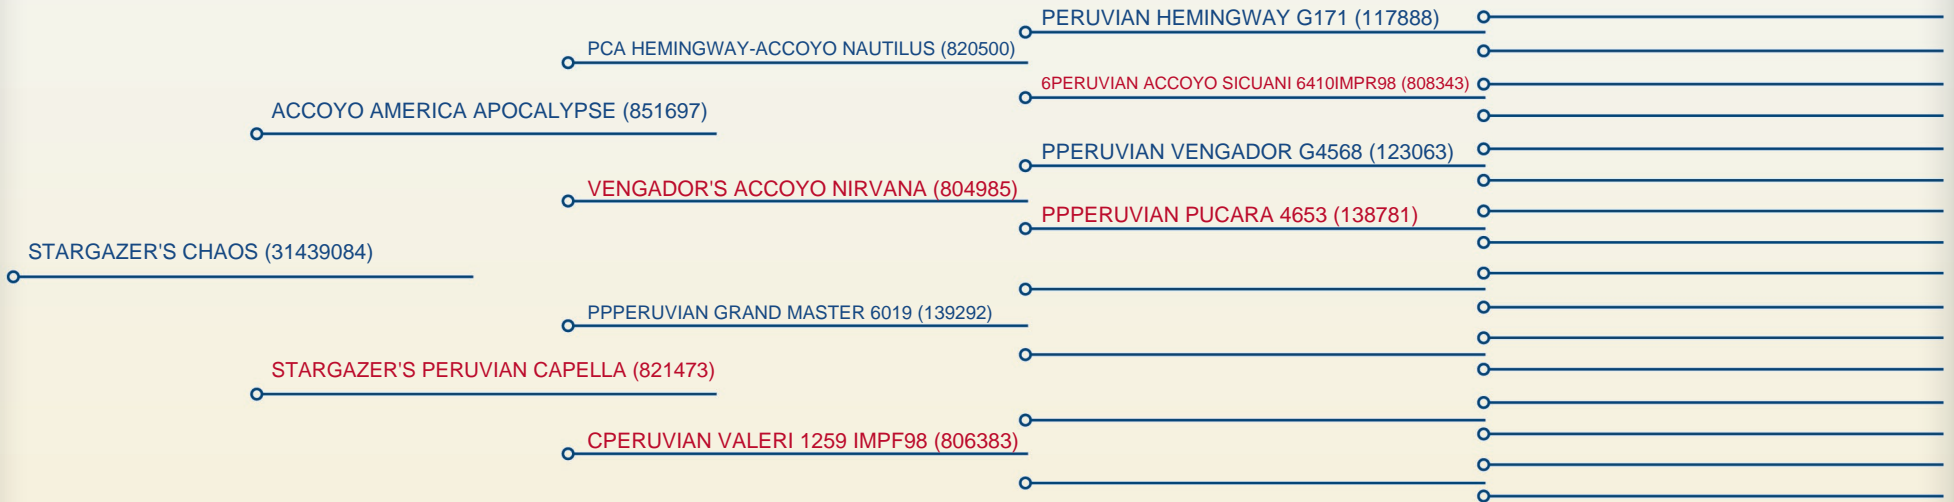 PERUVIAN HEMINGWAY G171 (117888)
PCA HEMINGWAY-ACCOYO NAUTILUS (820500)
6PERUVIAN ACCOYO SICUANI 6410IMPR98 (808343)
ACCOYO AMERICA APOCALYPSE (851697)
PPERUVIAN VENGADOR G4568 (123063)
VENGADOR'S ACCOYO NIRVANA (804985)
PPPERUVIAN PUCARA 4653 (138781)
STARGAZER'S CHAOS (31439084)
PPPERUVIAN GRAND MASTER 6019 (139292)
STARGAZER'S PERUVIAN CAPELLA (821473)
CPERUVIAN VALERI 1259 IMPF98 (806383)